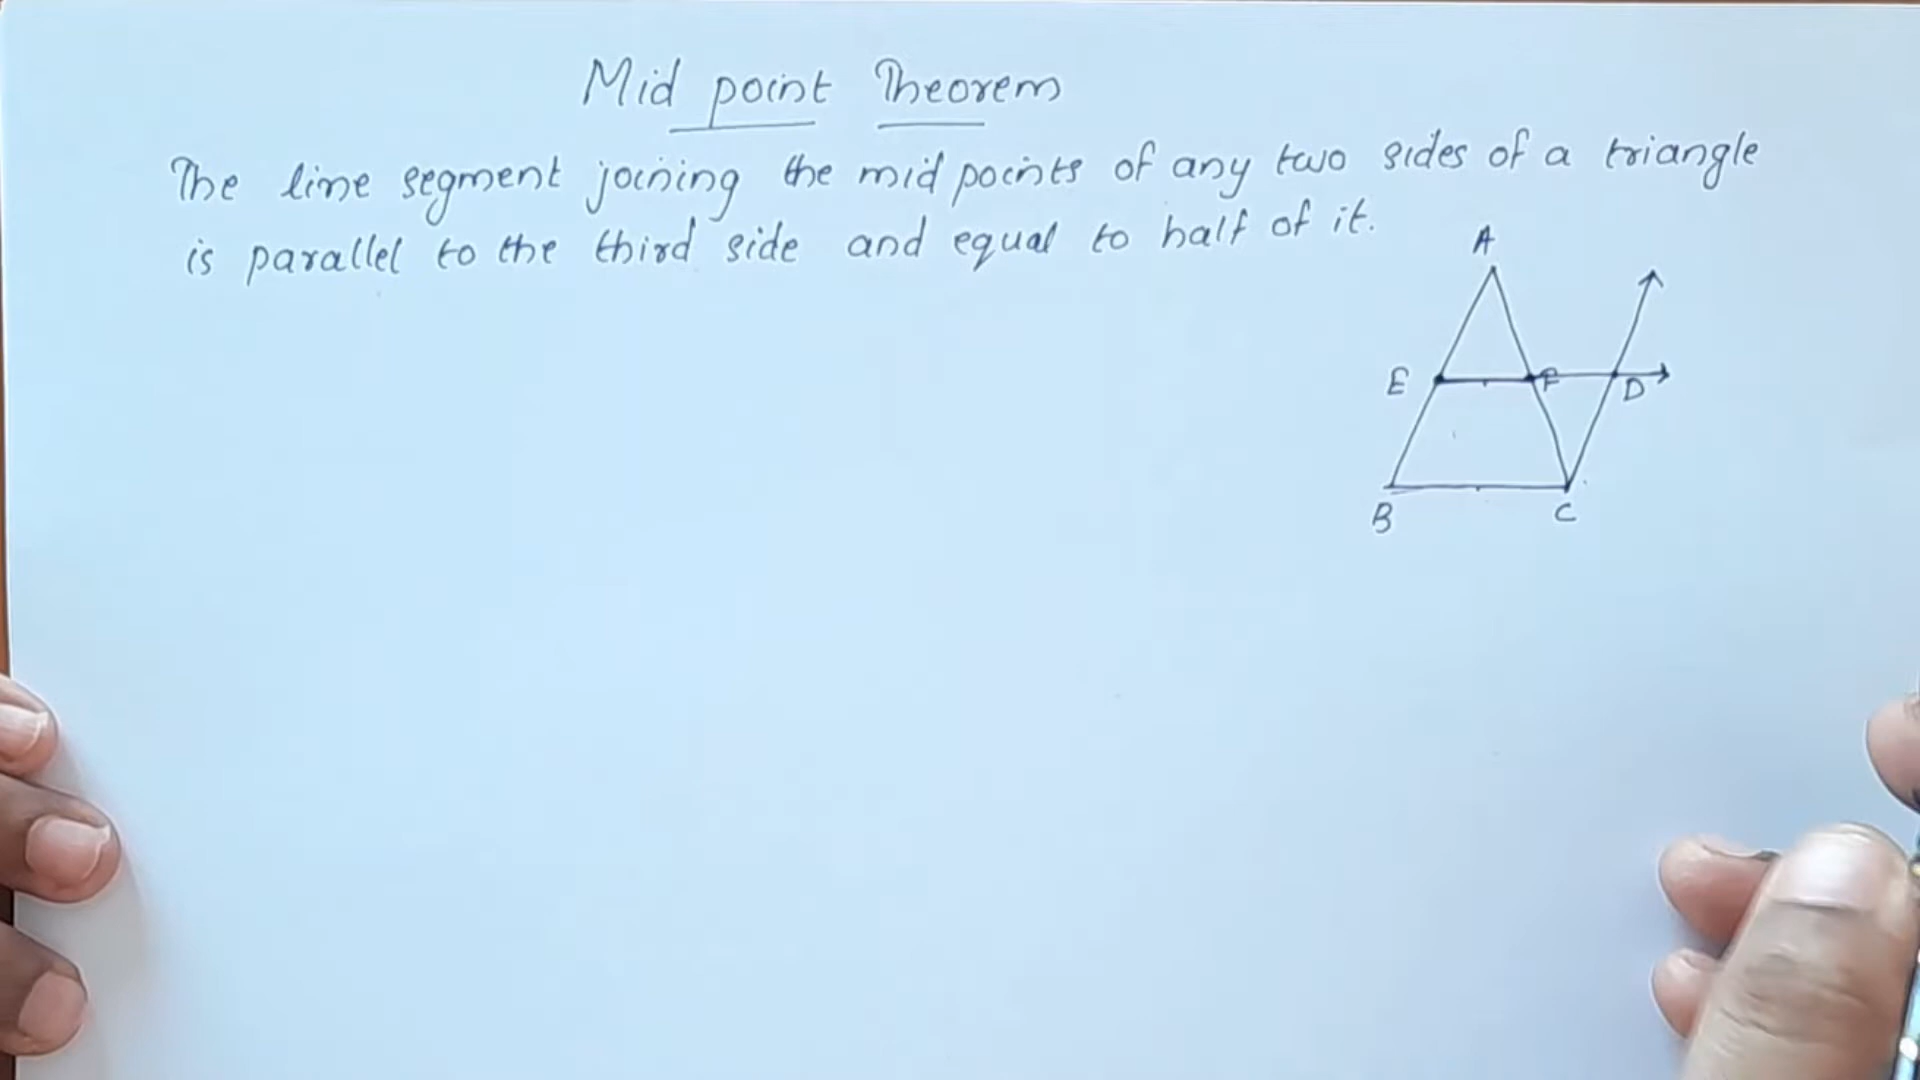 Mid point Theorem
The line segment joining the mid points of any two sides of a triangle
is parallel to the third side and equal to half of it.
A
E F D
B C